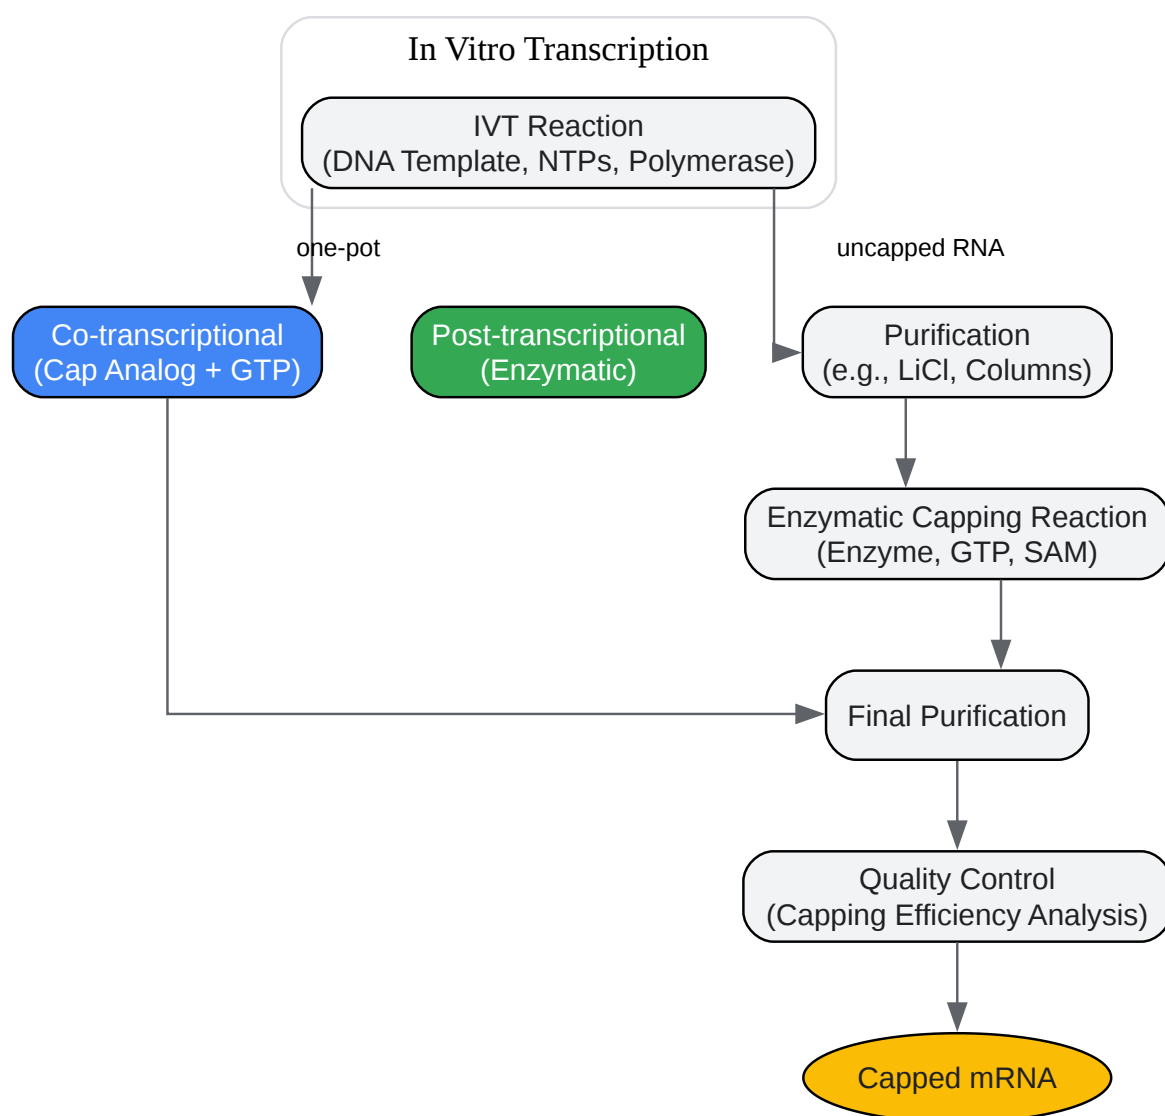 In Vitro Transcription
IVT Reaction
(DNA Template, NTPs, Polymerase)
one-pot
uncapped RNA
Co-transcriptional
(Cap Analog + GTP)
Post-transcriptional
(Enzymatic)
Purification
(e.g., LiCl, Columns)
Enzymatic Capping Reaction
(Enzyme, GTP, SAM)
Final Purification
Quality Control
(Capping Efficiency Analysis)
Capped mRNA